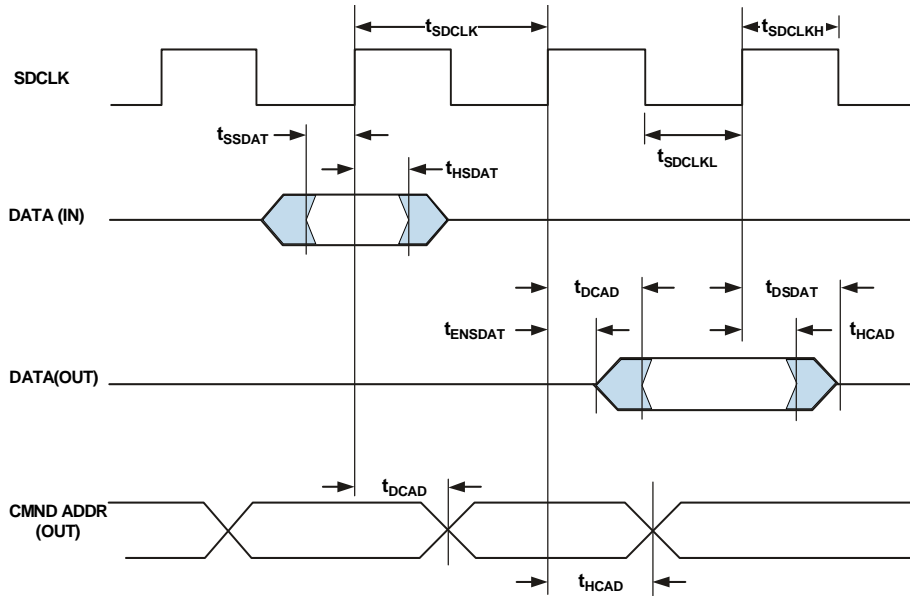 tSDCLK
tSDCLKH
SDCLK
tSSDAT
tSDCLKL
tHSDAT
DATA (IN)
tDCAD
tDSDAT
tENSDAT
tHCAD
DATA(OUT)
tDCAD
CMND ADDR
(OUT)
tHCAD